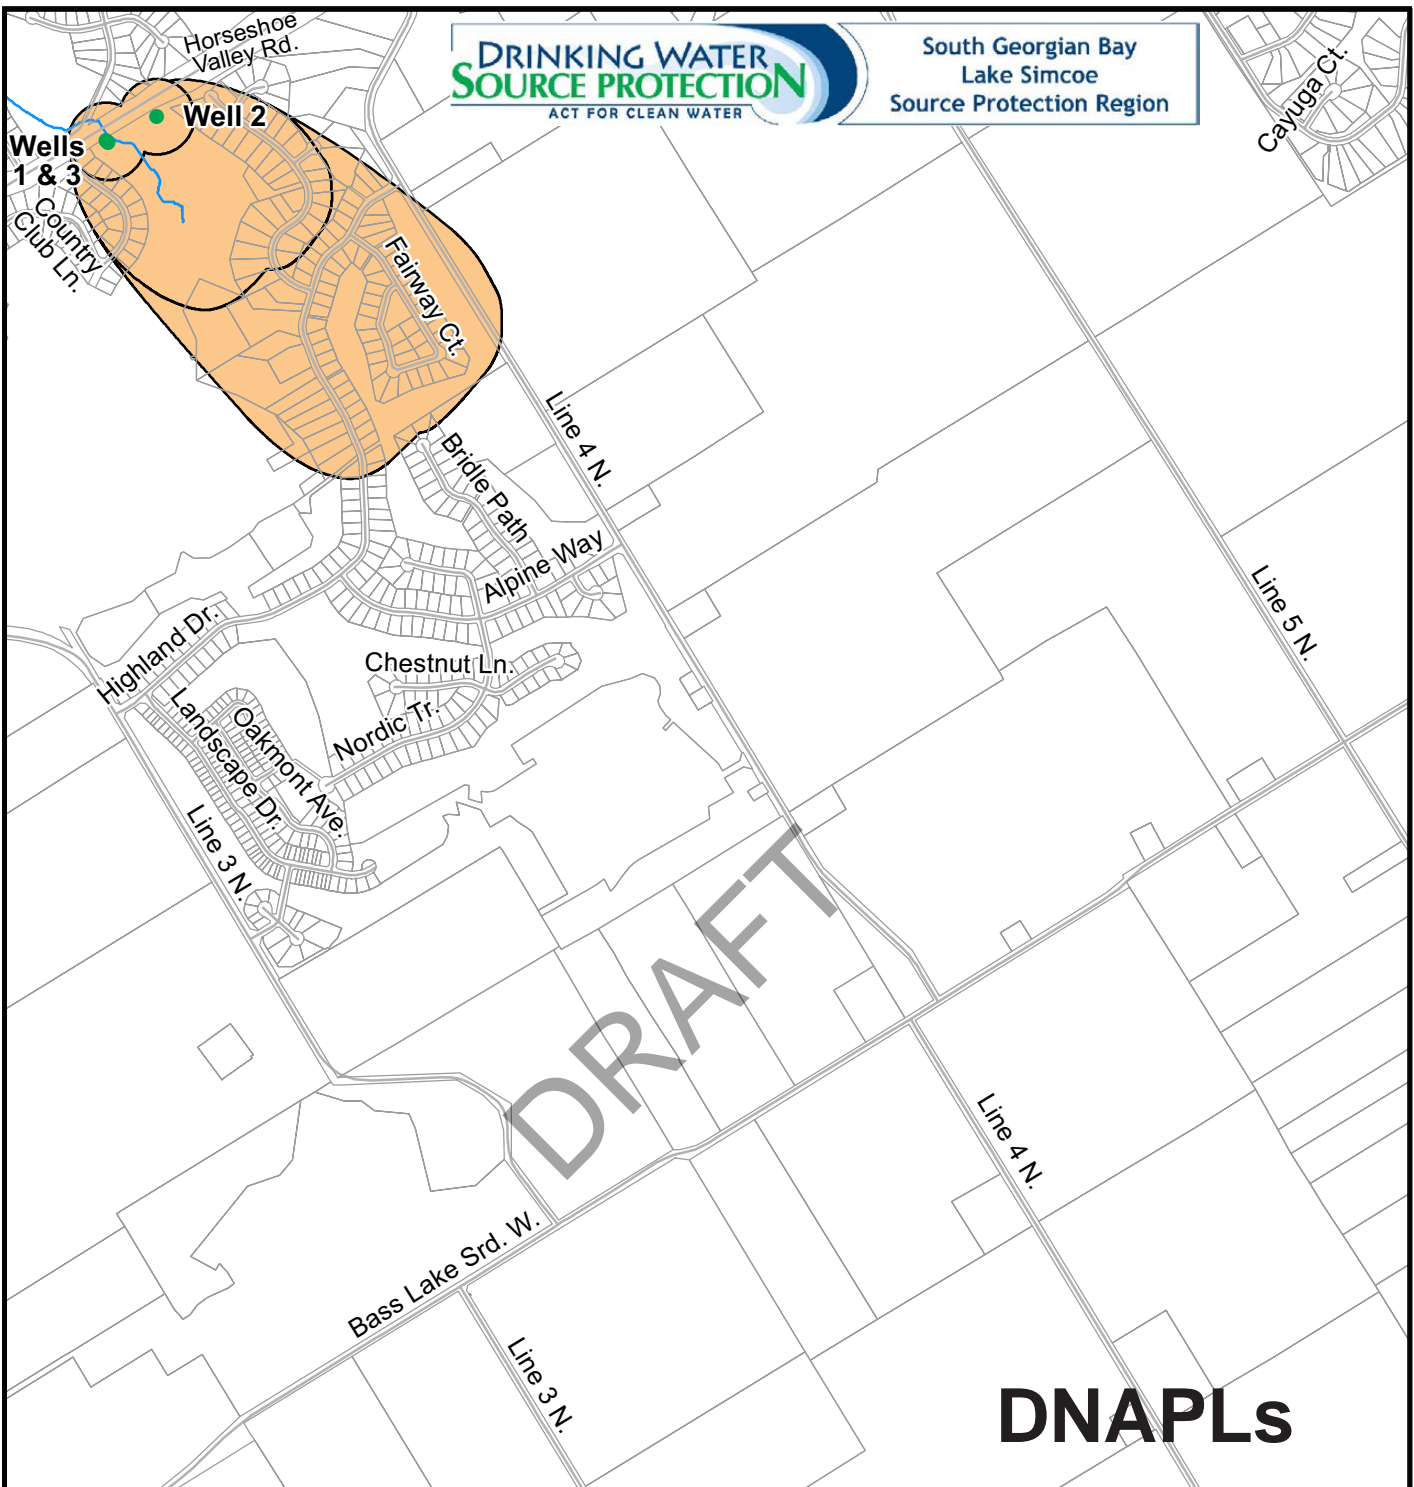 Horseshoe
Valley Rd.
DRINKING WATER
SOURCE PROTECTION
ACT FOR CLEAN WATER
South Georgian Bay
Lake Simcoe
Source Protection Region
Cayuga Ct.
Well 2
Wells
1 & 3
Country
Club Ln.
Fairway Ct.
Line 4 N.
Bridle Path
Alpine Way
Line 5 N.
Highland Dr.
Chestnut Ln.
Landscape Dr.
Oakmont Ave.
Nordic Tr.
Line 3 N.
DRAFT
Line 4 N.
Bass Lake Srd. W.
Line 3 N.
DNAPLs